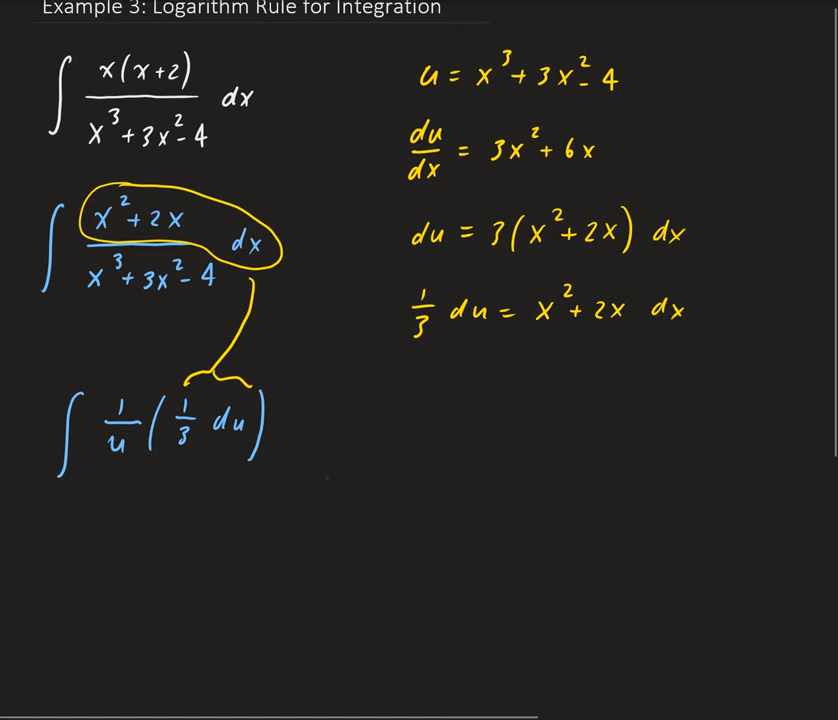 Example 3: Logarithm Rule for Integration
∫ x(x+2) / (x³+3x²-4) dx
∫ (x²+2x) / (x³+3x²-4) dx
∫ 1/u (1/3 du)
u = x³+3x²-4
du/dx = 3x²+6x
du = 3(x²+2x) dx
1/3 du = x²+2x dx